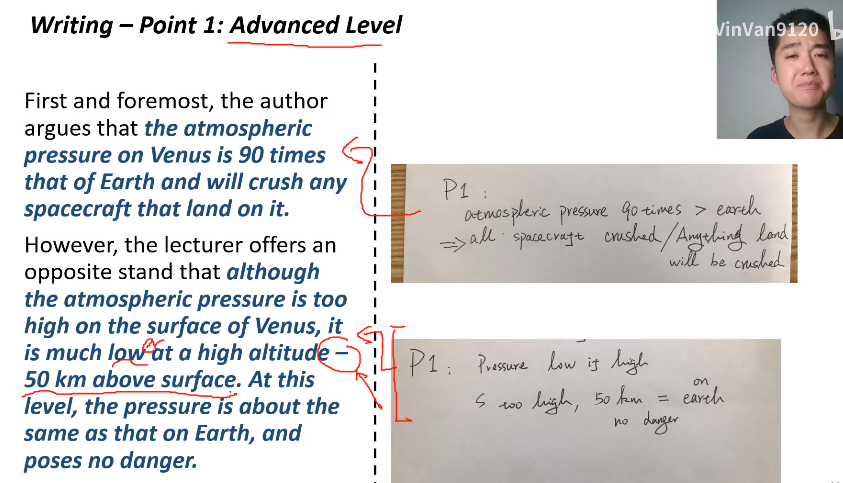 Writing – Point 1: Advanced Level
VinVan9120
First and foremost, the author
argues that the atmospheric
pressure on Venus is 90 times
that of Earth and will crush any
spacecraft that land on it.
However, the lecturer offers an
opposite stand that although
the atmospheric pressure is too
high on the surface of Venus, it
is much lower at a high altitude –
50 km above surface. At this
level, the pressure is about the
same as that on Earth, and
poses no danger.
P1:
atmospheric pressure 90 times > earth
⇒ all spacecraft crushed/Anything land
will be crushed
P1: Pressure low if high
S too high, 50 km = on earth
no danger